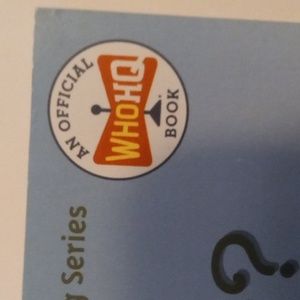 AN OFFICIAL
WHOHQ
BOOK
Series
?